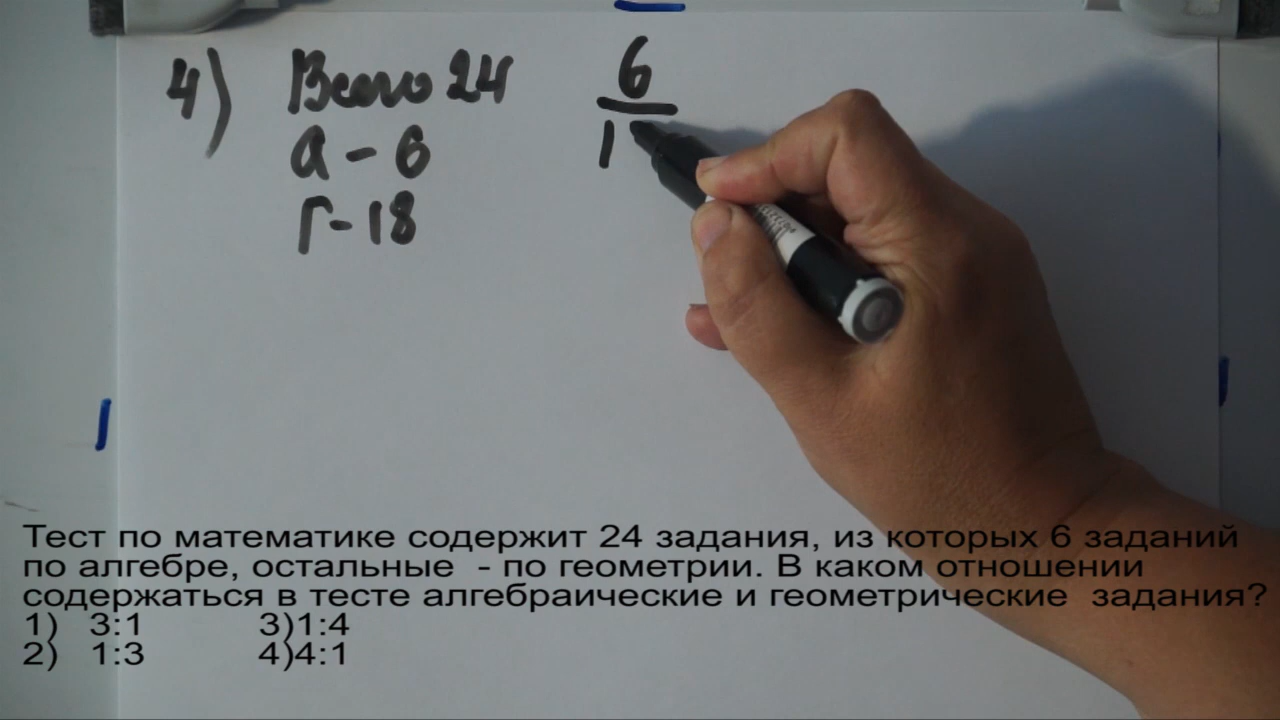 4) Всего 24
а - 6
Г - 18
6
1
Тест по математике содержит 24 задания, из которых 6 заданий
по алгебре, остальные - по геометрии. В каком отношении
содержаться в тесте алгебраические и геометрические задания?
1) 3:1 3)1:4
2) 1:3 4)4:1